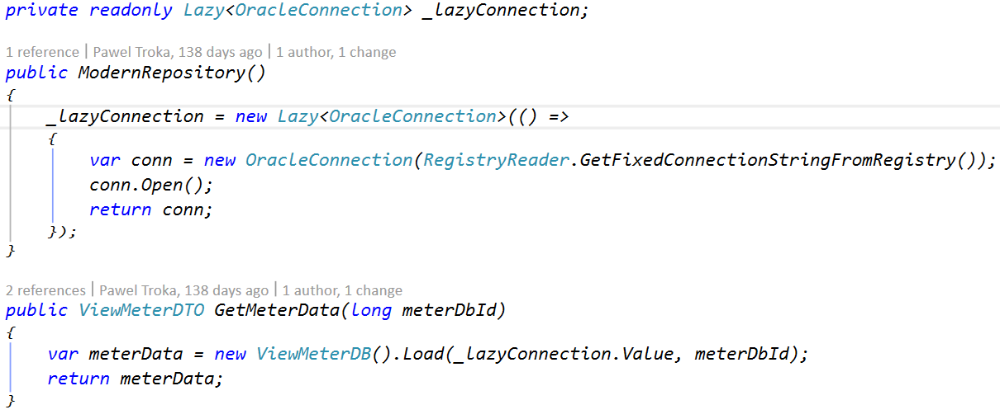 private readonly Lazy<OracleConnection> _lazyConnection;
1 reference | Pawel Troka, 138 days ago | 1 author, 1 change
public ModernRepository()
{
_lazyConnection = new Lazy<OracleConnection>(() =>
{
var conn = new OracleConnection(RegistryReader.GetFixedConnectionStringFromRegistry());
conn.Open();
return conn;
});
}
2 references | Pawel Troka, 138 days ago | 1 author, 1 change
public ViewMeterDTO GetMeterData(long meterDbId)
{
var meterData = new ViewMeterDB().Load(_lazyConnection.Value, meterDbId);
return meterData;
}